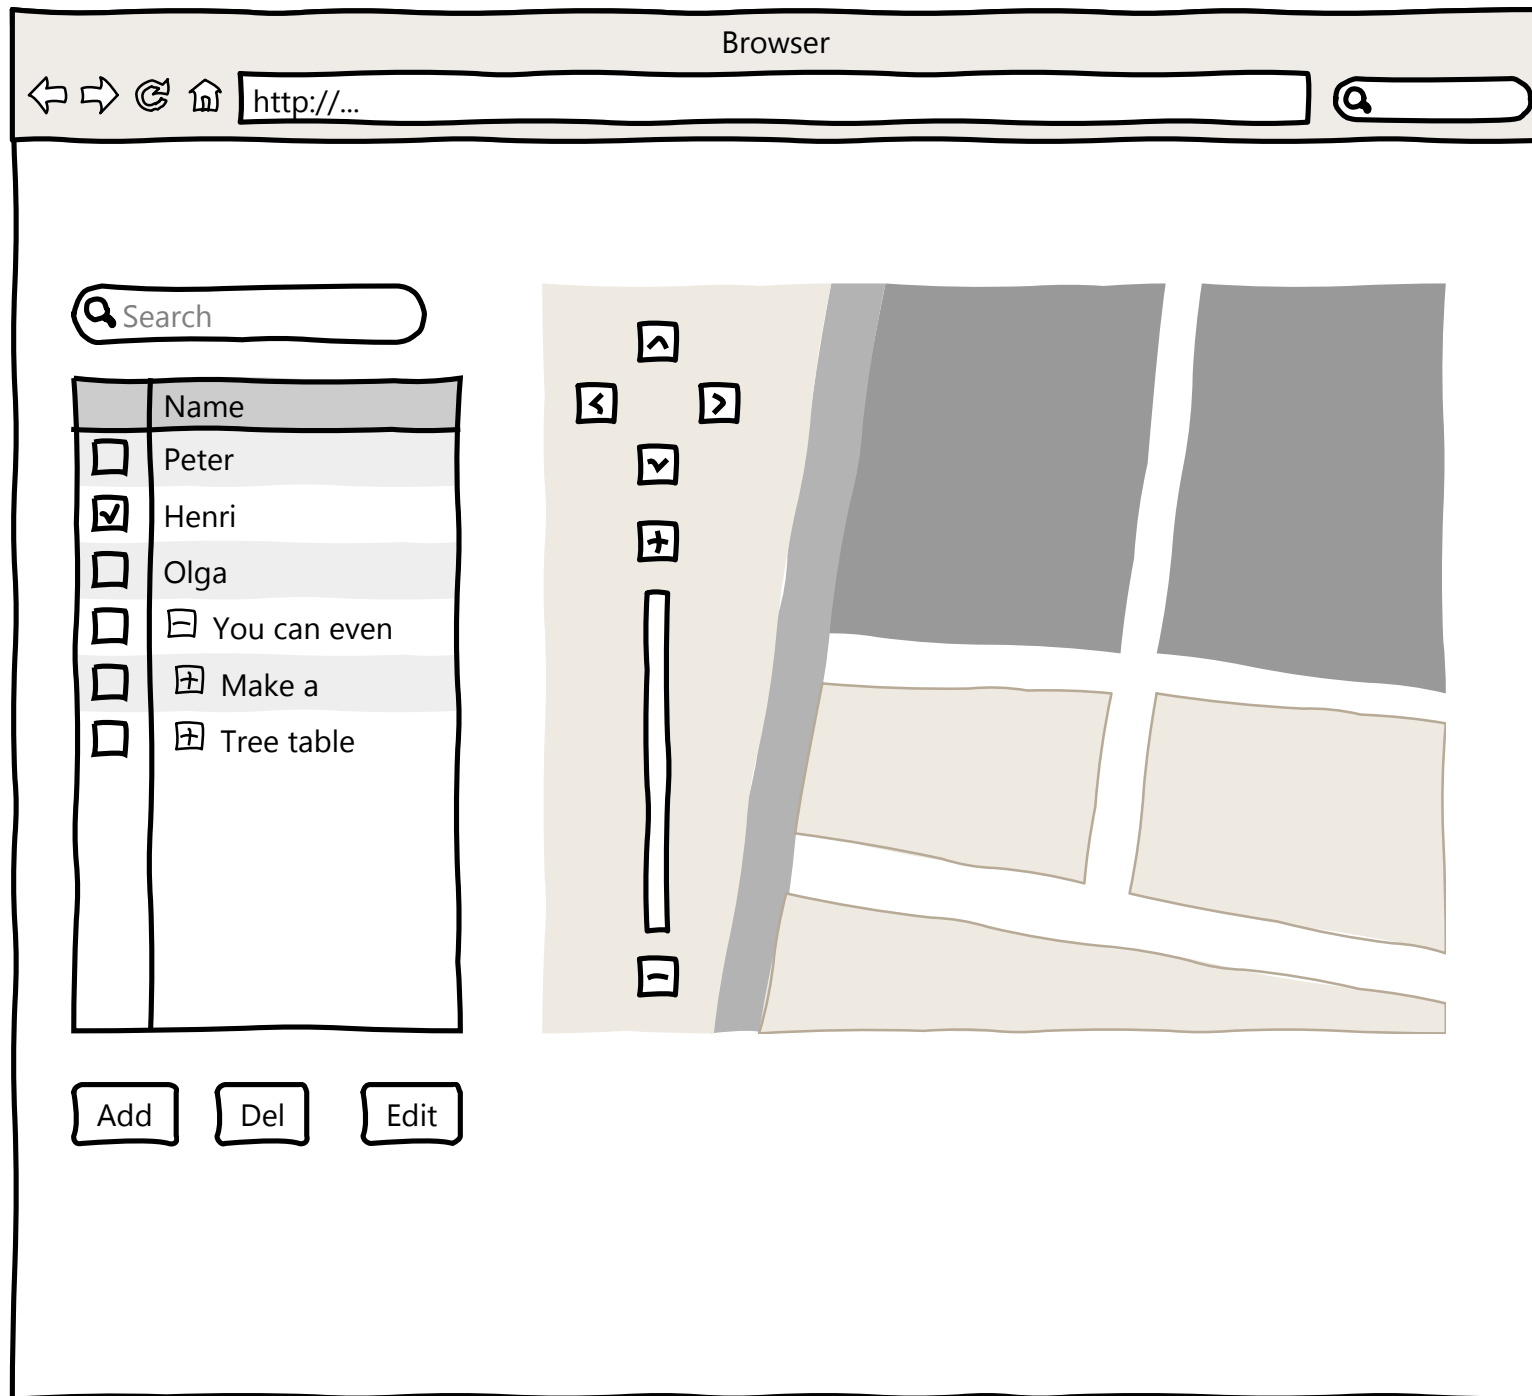 Browser
http://...
Search
Name
Peter
Henri
Olga
You can even
Make a
Tree table
Add
Del
Edit